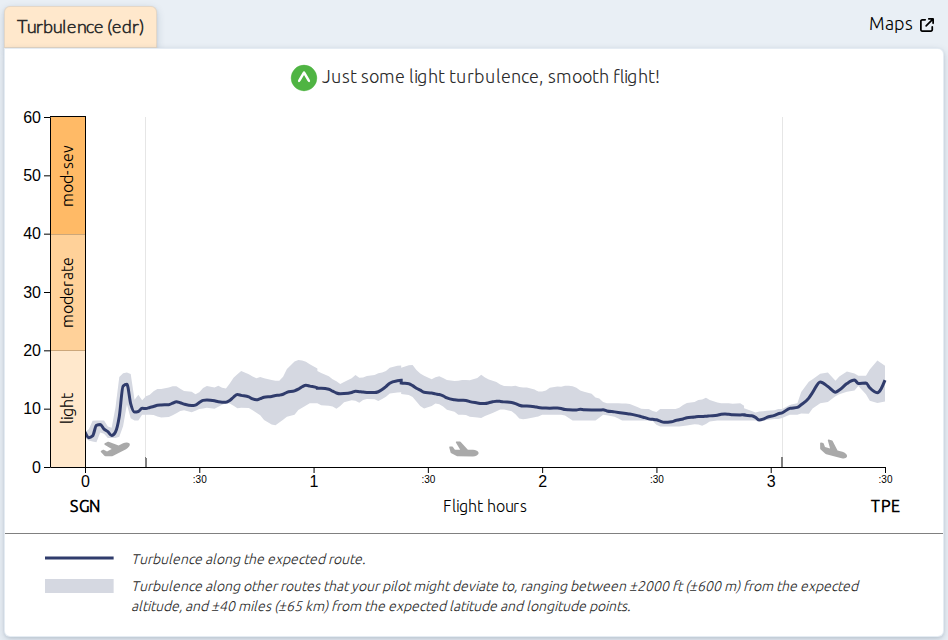 Turbulence (edr)
Maps
Just some light turbulence, smooth flight!
60
50
40
30
20
10
0
mod-sev
moderate
light
0
:30
1
:30
2
:30
3
:30
SGN
Flight hours
TPE
Turbulence along the expected route.
Turbulence along other routes that your pilot might deviate to, ranging between ±2000 ft (±600 m) from the expected
altitude, and ±40 miles (±65 km) from the expected latitude and longitude points.